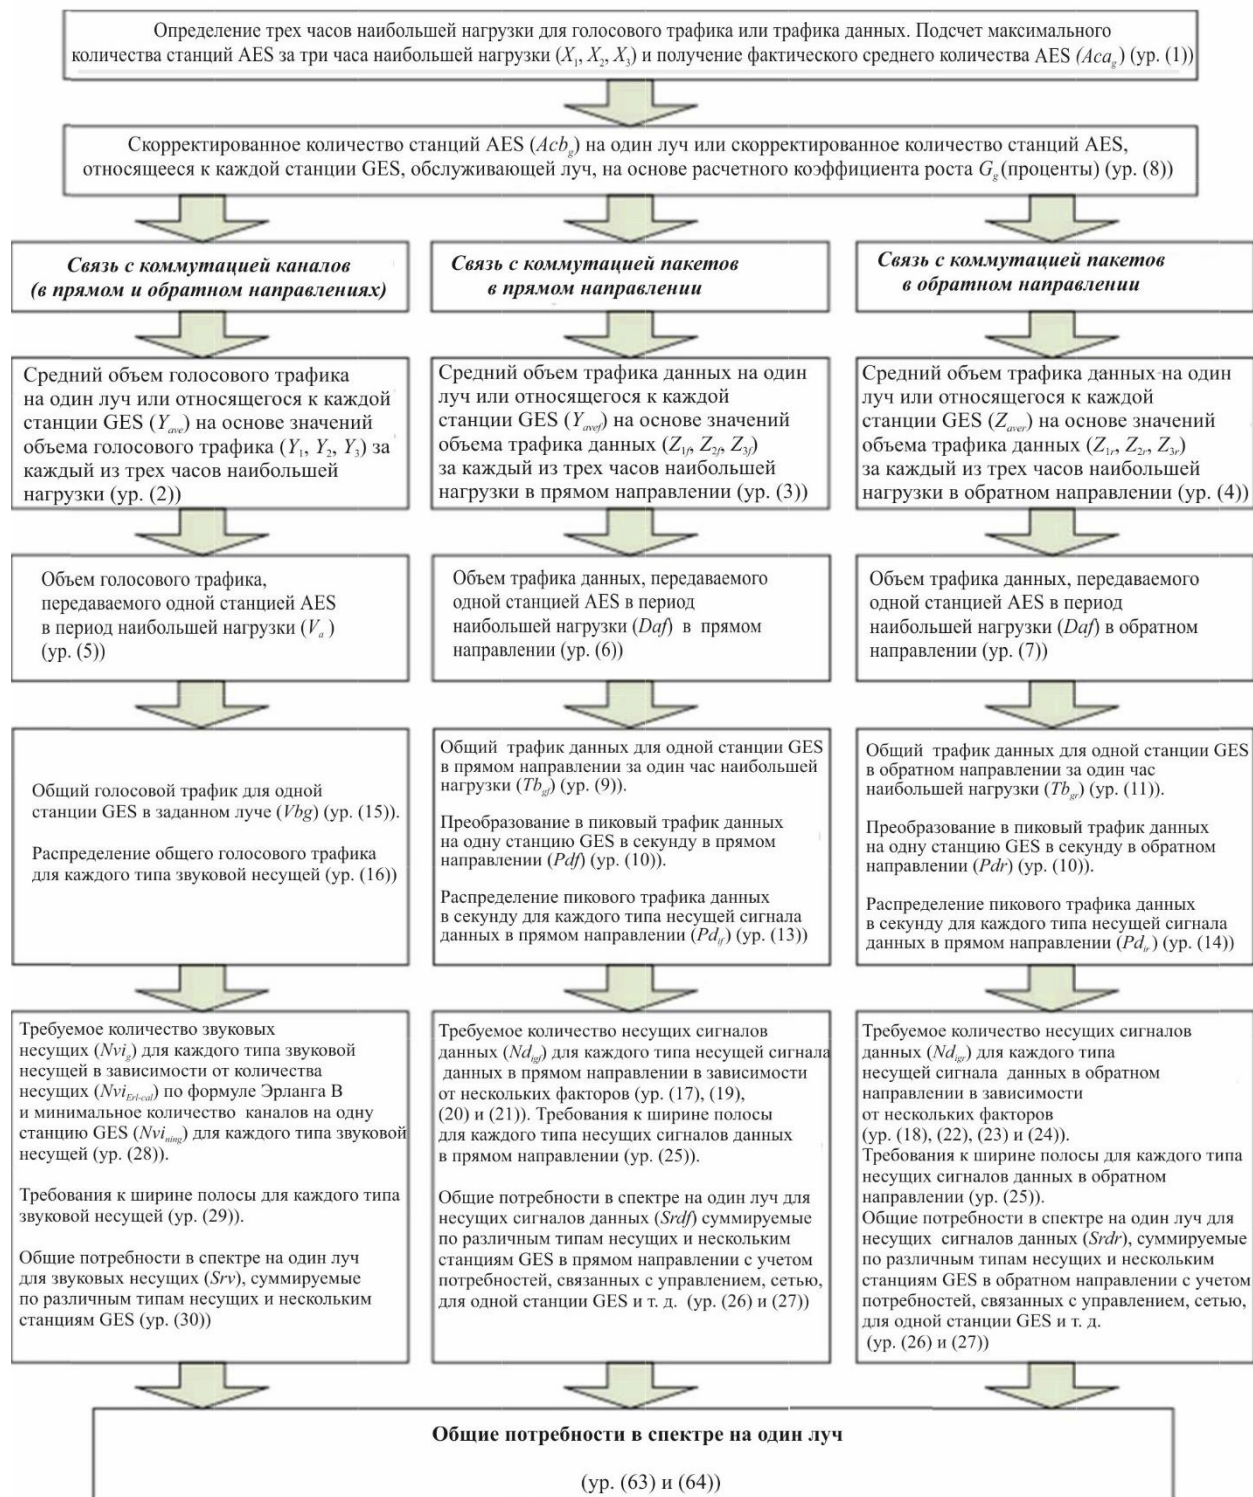 Определение трех часов наибольшей нагрузки для голосового трафика или трафика данных. Подсчет максимального
количества станций AES за три часа наибольшей нагрузки (X₁, X₂, X₃) и получение фактического среднего количества AES (Aca_g) (ур. (1))
Скорректированное количество станций AES (Acb_g) на один луч или скорректированное количество станций AES,
относящееся к каждой станции GES, обслуживающей луч, на основе расчетного коэффициента роста G_g (проценты) (ур. (8))
Связь с коммутацией каналов
(в прямом и обратном направлениях)
Связь с коммутацией пакетов
в прямом направлении
Связь с коммутацией пакетов
в обратном направлении
Средний объем голосового трафика
на один луч или относящегося к каждой
станции GES (Y_ave) на основе значений
объема голосового трафика (Y₁, Y₂, Y₃) за
каждый из трех часов наибольшей
нагрузки (ур. (2))
Средний объем трафика данных на один
луч или относящегося к каждой
станции GES (Y_avef) на основе значений
объема трафика данных (Z_1f, Z_2f, Z_3f)
за каждый из трех часов наибольшей
нагрузки в прямом направлении (ур. (3))
Средний объем трафика данных на один
луч или относящегося к каждой
станции GES (Z_aver) на основе значений
объема трафика данных (Z_1r, Z_2r, Z_3r)
за каждый из трех часов наибольшей
нагрузки в обратном направлении (ур. (4))
Объем голосового трафика,
передаваемого одной станцией AES
в период наибольшей нагрузки (V_a)
(ур. (5))
Объем трафика данных, передаваемого
одной станцией AES в период
наибольшей нагрузки (Daf) в прямом
направлении (ур. (6))
Объем трафика данных, передаваемого
одной станцией AES в период
наибольшей нагрузки (Daf) в обратном
направлении (ур. (7))
Общий голосовой трафик для одной
станции GES в заданном луче (Vbg) (ур. (15)).
Распределение общего голосового трафика
для каждого типа звуковой несущей (ур. (16))
Общий трафик данных для одной станции GES
в прямом направлении за один час наибольшей
нагрузки (Tb_gf) (ур. (9)).
Преобразование в пиковый трафик данных
на одну станцию GES в секунду в прямом
направлении (Pdf) (ур. (10)).
Распределение пикового трафика данных
в секунду для каждого типа несущей сигнала
данных в прямом направлении (Pd_if) (ур. (13))
Общий трафик данных для одной станции GES
в обратном направлении за один час
наибольшей нагрузки (Tb_gr) (ур. (11)).
Преобразование в пиковый трафик данных
на одну станцию GES в секунду в обратном
направлении (Pdr) (ур. (10)).
Распределение пикового трафика данных
в секунду для каждого типа несущей сигнала
данных в прямом направлении (Pd_ir) (ур. (14))
Требуемое количество звуковых
несущих (Nvi_g) для каждого типа звуковой
несущей в зависимости от количества
несущих (Nvi_Erl-cal) по формуле Эрланга B
и минимальное количество каналов на одну
станцию GES (Nvi_ming) для каждого типа звуковой
несущей (ур. (28)).
Требования к ширине полосы для каждого типа
звуковой несущей (ур. (29)).
Общие потребности в спектре на один луч
для звуковых несущих (Srv), суммируемые
по различным типам несущих и нескольким
станциям GES (ур. (30))
Требуемое количество несущих сигналов
данных (Nd_igf) для каждого типа несущей сигнала
данных в прямом направлении в зависимости
от нескольких факторов (ур. (17), (19),
(20) и (21)). Требования к ширине полосы
для каждого типа несущих сигналов данных
в прямом направлении (ур. (25)).
Общие потребности в спектре на один луч для
несущих сигналов данных (Srdf) суммируемые
по различным типам несущих и нескольким
станциям GES в прямом направлении с учетом
потребностей, связанных с управлением, сетью,
для одной станции GES и т. д. (ур. (26) и (27))
Требуемое количество несущих сигналов
данных (Nd_igr) для каждого типа
несущей сигнала данных в обратном
направлении в зависимости
от нескольких факторов
(ур. (18), (22), (23) и (24)).
Требования к ширине полосы для каждого типа
несущих сигналов данных в обратном
направлении (ур. (25)).
Общие потребности в спектре на один луч для
несущих сигналов данных (Srdr), суммируемые
по различным типам несущих и нескольким
станциям GES в обратном направлении с учетом
потребностей, связанных с управлением, сетью,
для одной станции GES и т. д.
(ур. (26) и (27))
Общие потребности в спектре на один луч
(ур. (63) и (64))